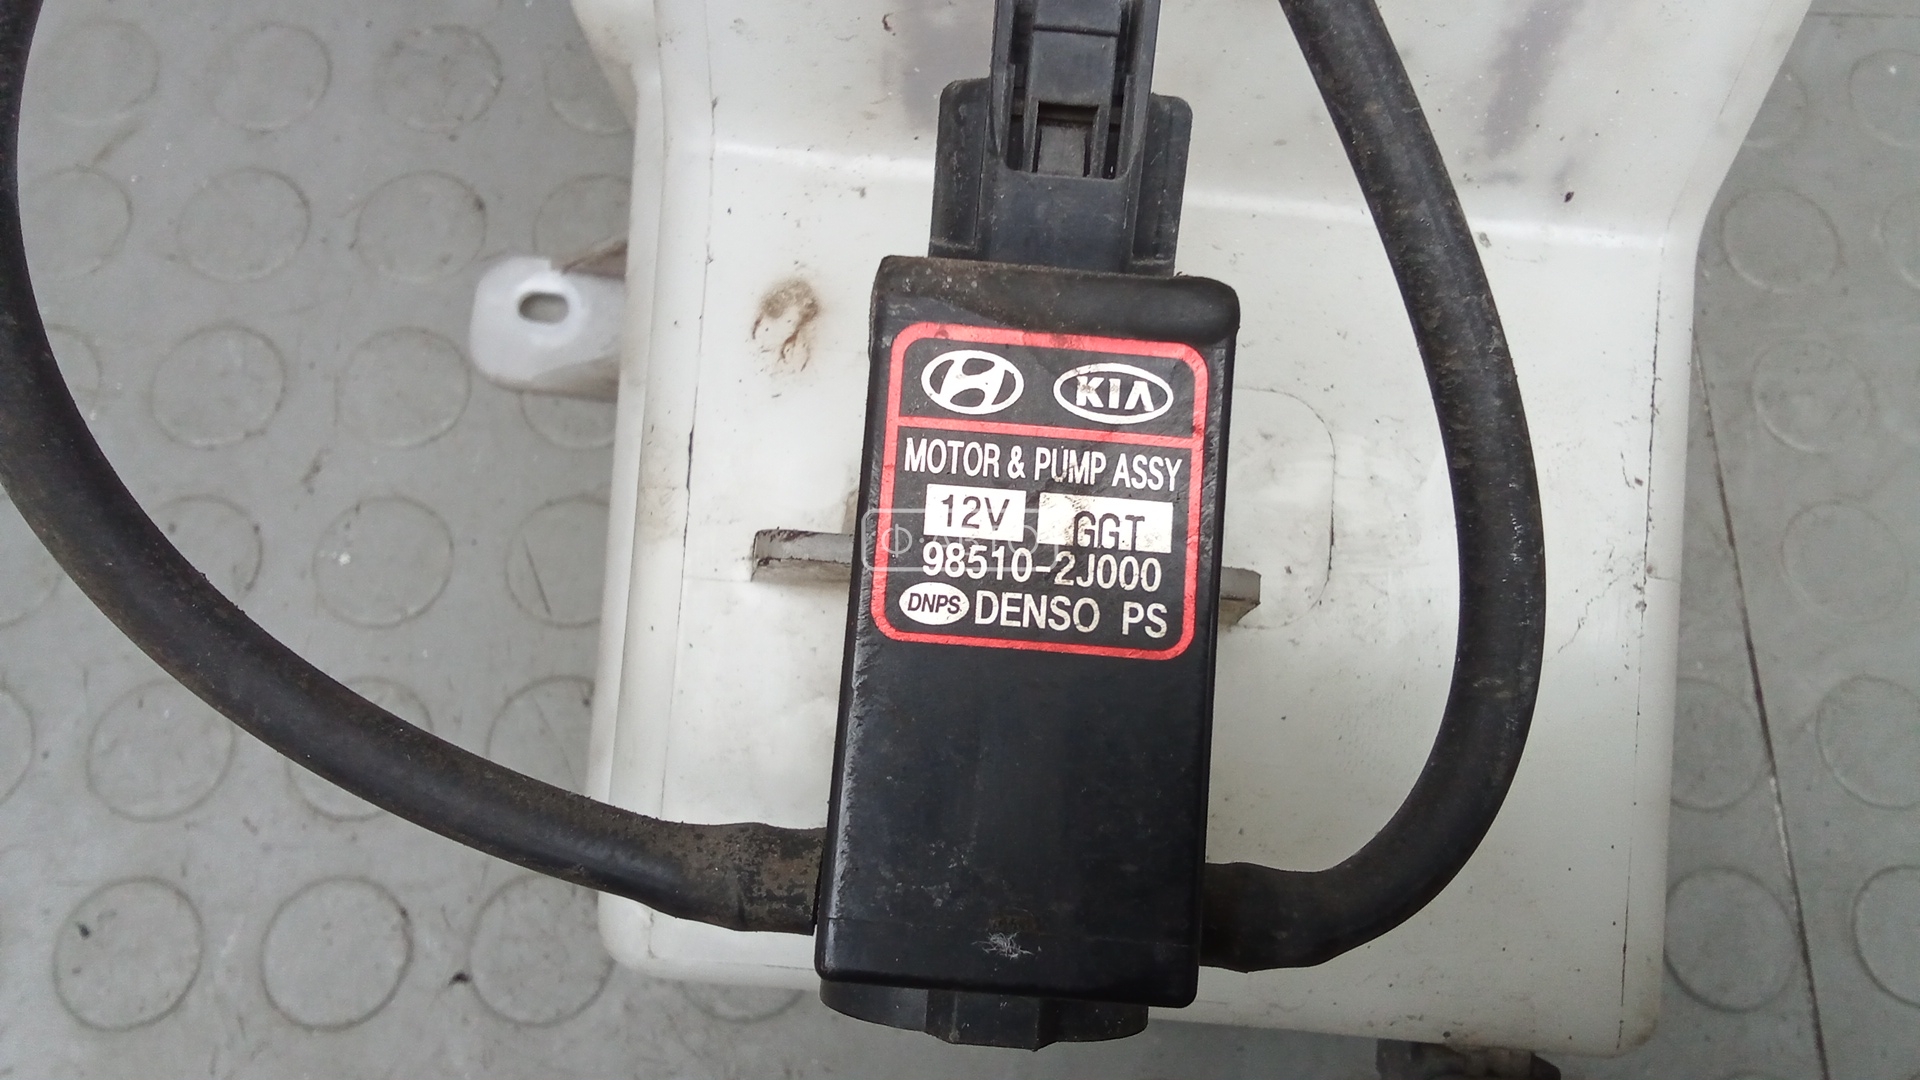 KIA
MOTOR & PUMP ASSY
12V GGT
98510-2J000
DNPS DENSO PS